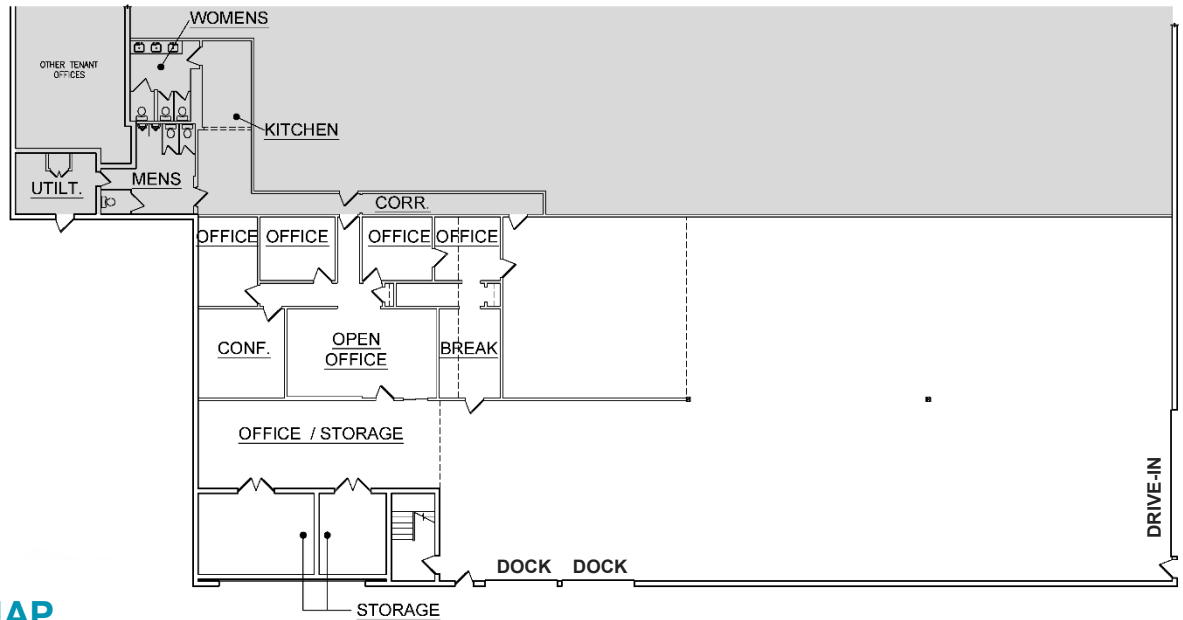 WOMENS
OTHER TENANT
OFFICES
KITCHEN
UTILT.
MENS
CORR.
OFFICE
OFFICE
OFFICE
OFFICE
CONF.
OPEN
OFFICE
BREAK
OFFICE / STORAGE
DRIVE-IN
DOCK
DOCK
STORAGE